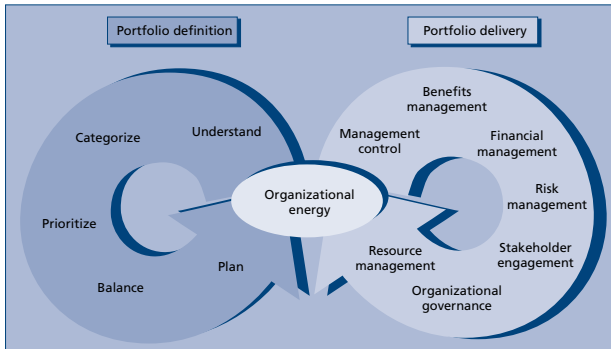 Portfolio definition
Portfolio delivery
Understand
Categorize
Prioritize
Balance
Plan
Organizational
energy
Management
control
Benefits
management
Financial
management
Risk
management
Stakeholder
engagement
Organizational
governance
Resource
management